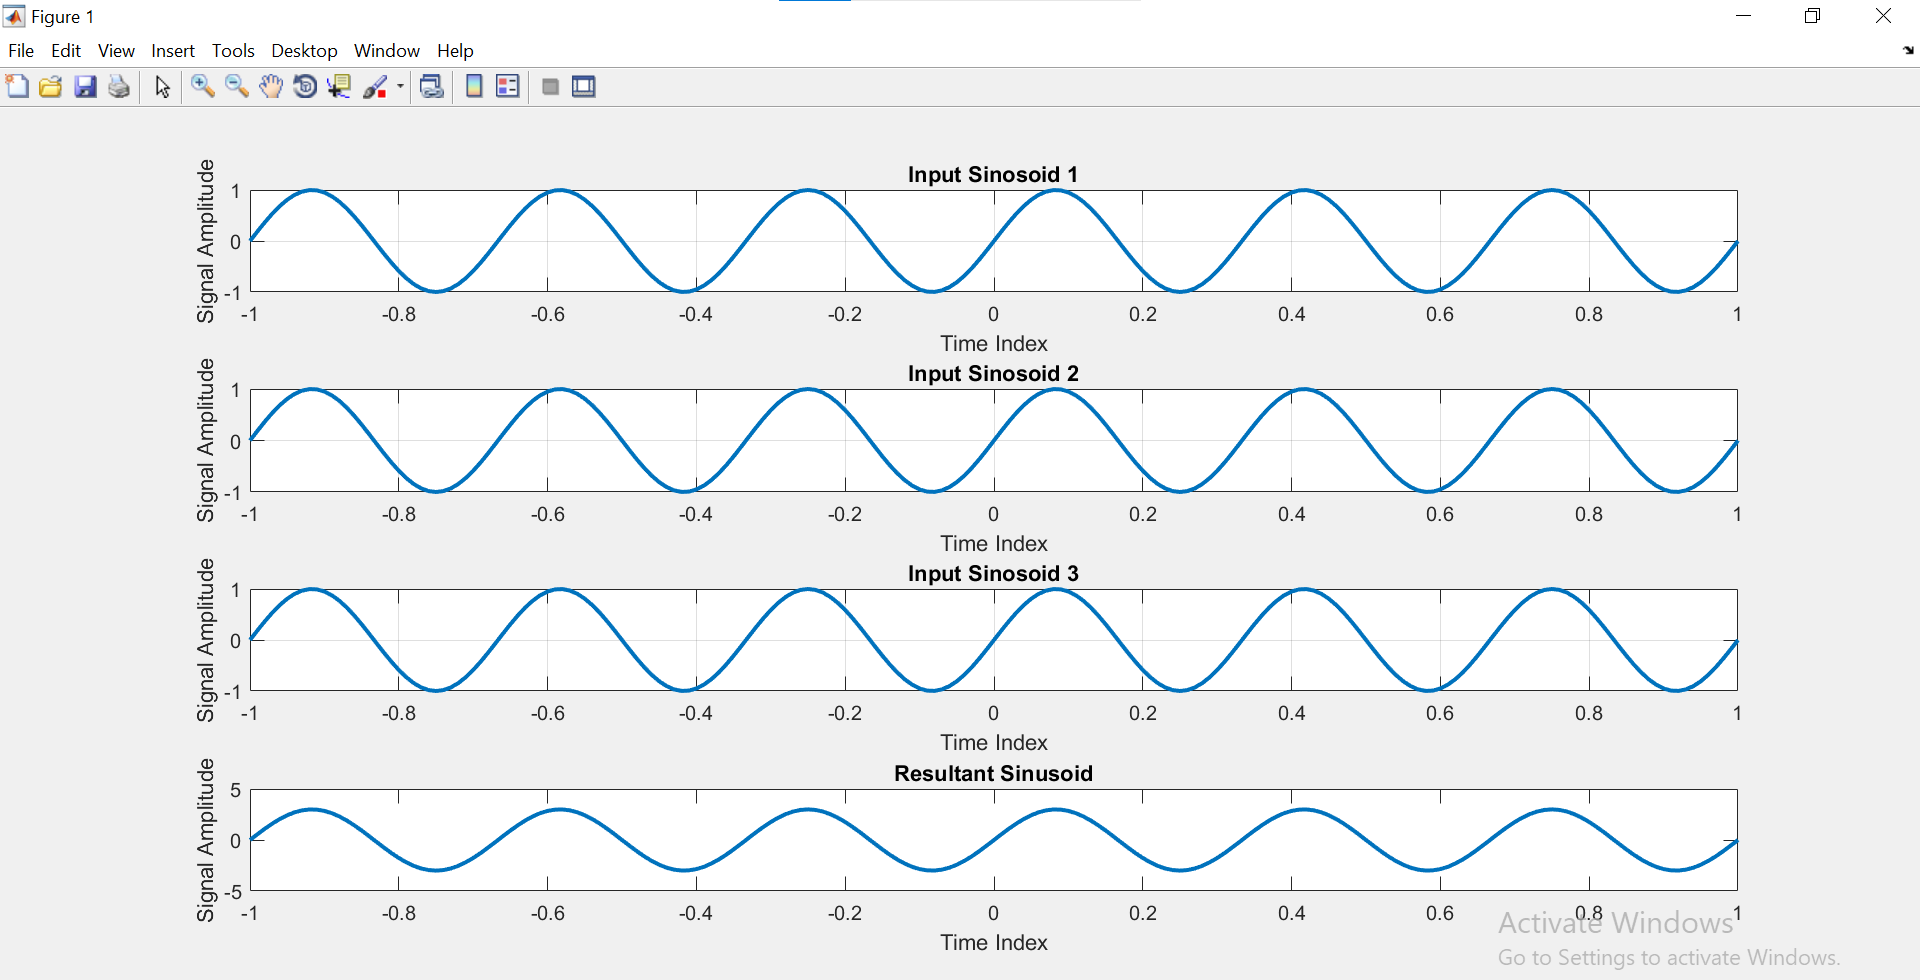 Figure 1
File Edit View Insert Tools Desktop Window Help
Input Sinosoid 1
Signal Amplitude
1
0
-1
-1 -0.8 -0.6 -0.4 -0.2 0 0.2 0.4 0.6 0.8 1
Time Index
Input Sinosoid 2
Signal Amplitude
1
0
-1
-1 -0.8 -0.6 -0.4 -0.2 0 0.2 0.4 0.6 0.8 1
Time Index
Input Sinosoid 3
Signal Amplitude
1
0
-1
-1 -0.8 -0.6 -0.4 -0.2 0 0.2 0.4 0.6 0.8 1
Time Index
Resultant Sinusoid
Signal Amplitude
5
0
-5
-1 -0.8 -0.6 -0.4 -0.2 0 0.2 0.4 0.6 0.8 1
Time Index
Activate Windows
Go to Settings to activate Windows.